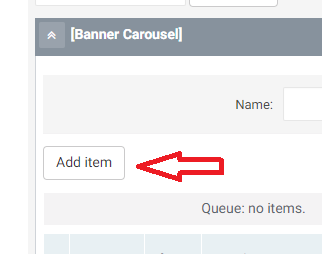 [Banner Carousel]
Name:
Add item
Queue: no items.